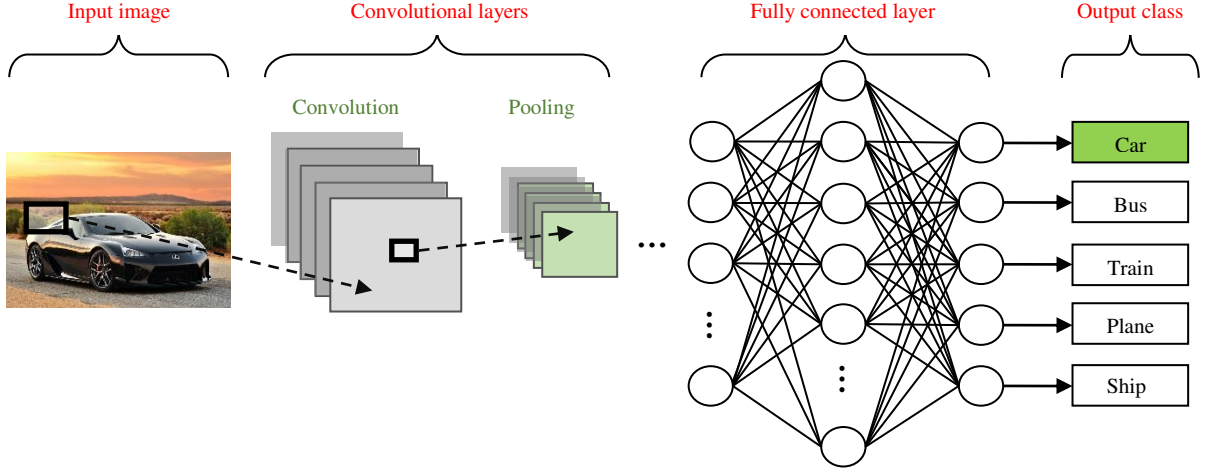 Input image
Convolutional layers
Fully connected layer
Output class
Convolution
Pooling
Car
Bus
Train
Plane
Ship